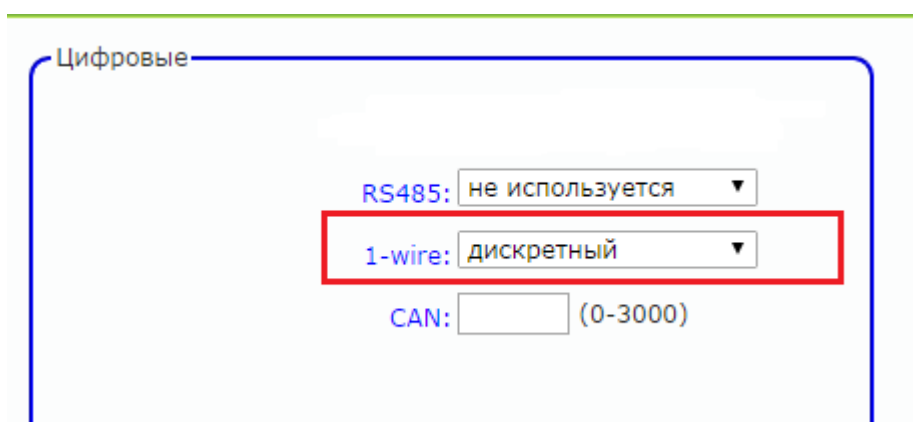 Цифровые
RS485: не используется
1-wire: дискретный
CAN: (0-3000)